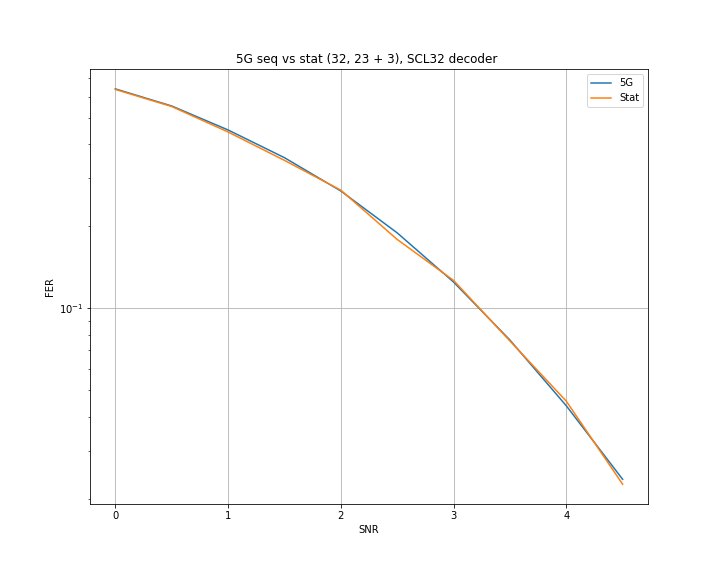 5G seq vs stat (32, 23 + 3), SCL32 decoder
5G
Stat
FER
10⁻¹
0 1 2 3 4
SNR